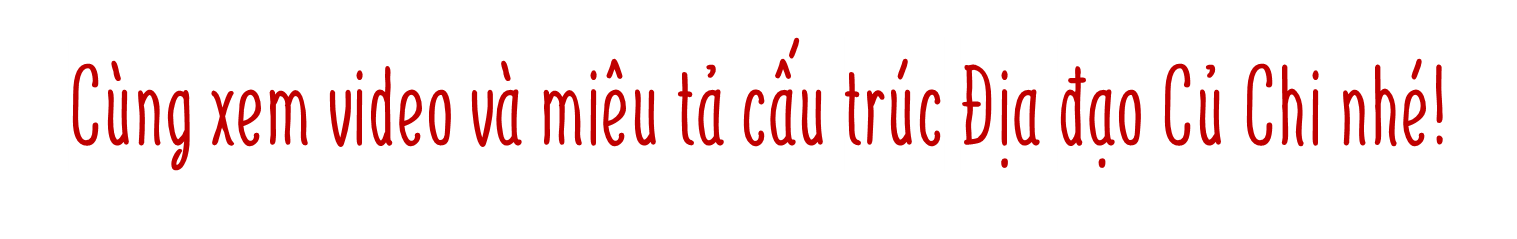 Cùng xem video và miêu tả cấu trúc Địa đạo Củ Chi nhé!